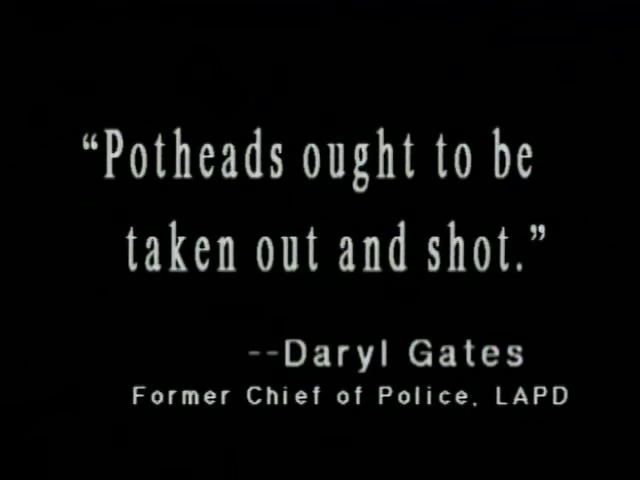 “Potheads ought to be
taken out and shot.”
--Daryl Gates
Former Chief of Police, LAPD